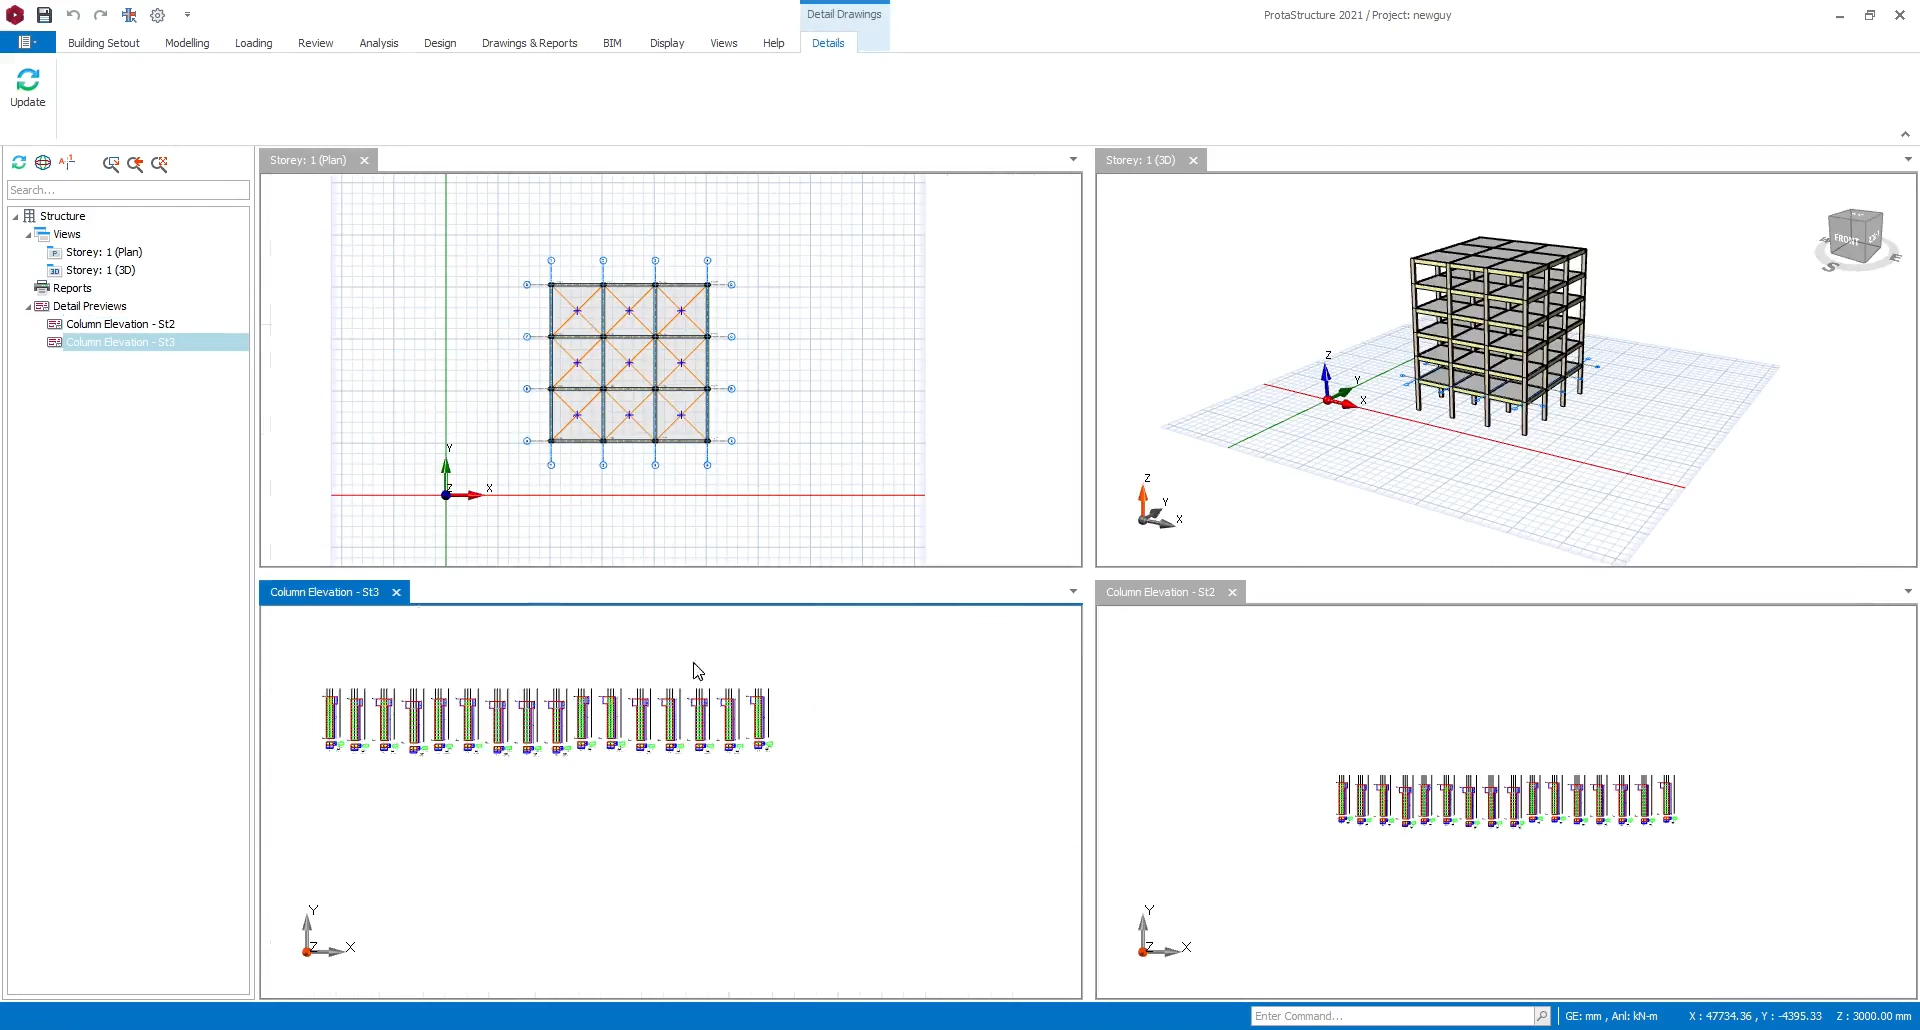 Detail Drawings
ProtaStructure 2021 / Project: newguy
Building Setout Modelling Loading Review Analysis Design Drawings & Reports BIM Display Views Help Details
Update
Search...
Structure
Views
Storey: 1 (Plan)
Storey: 1 (3D)
Reports
Detail Previews
Column Elevation - St2
Column Elevation - St3
Storey: 1 (Plan)
Y
Z
X
Storey: 1 (3D)
FRONT
S
E
Z
Y
X
Z
Y
X
Column Elevation - St3
Y
Z
X
Column Elevation - St2
Y
Z
X
Enter Command...
GE: mm , Anl: kN-m
X : 47734.36 , Y : -4395.33
Z : 3000.00 mm